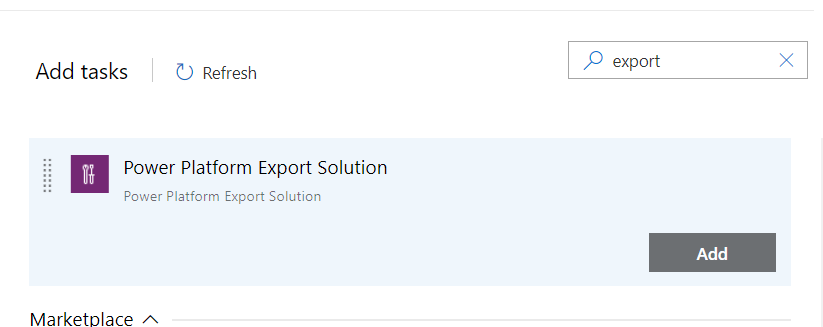 Add tasks
Refresh
export
Power Platform Export Solution
Power Platform Export Solution
Add
Marketplace